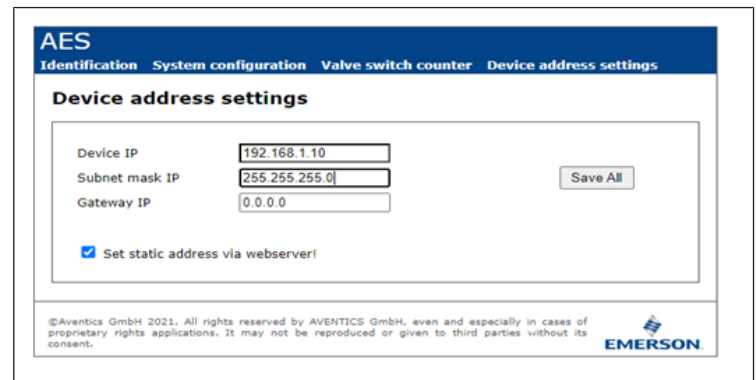 AES
Identification System configuration Valve switch counter Device address settings
Device address settings
Device IP 192.168.1.10
Subnet mask IP 255.255.255.0 Save All
Gateway IP 0.0.0.0
Set static address via webserver!
©Aventics GmbH 2021. All rights reserved by AVENTICS GmbH, even and especially in cases of
proprietary rights applications. It may not be reproduced or given to third parties without its
consent.
EMERSON